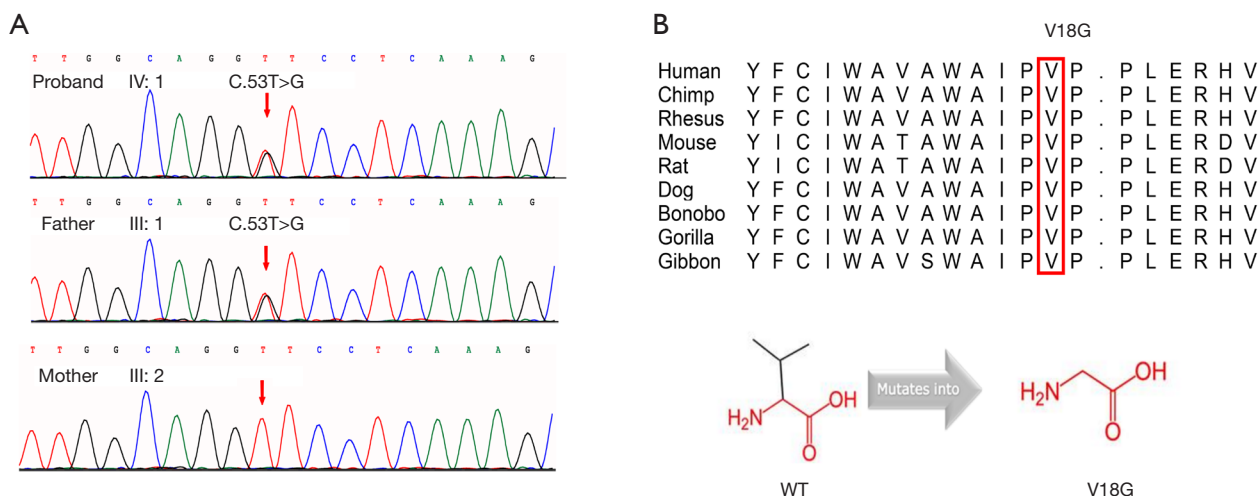 A
T T G G C A G G T T C C T C A A A G
Proband IV: 1 C.53T>G
T T G G C A G G T T C C T C A A A G
Father III: 1 C.53T>G
T T G G C A G G T T C C T C A A A G
Mother III: 2
B
V18G
Human Y F C I W A V A W A I P V P . P L E R H V
Chimp Y F C I W A V A W A I P V P . P L E R H V
Rhesus Y F C I W A V A W A I P V P . P L E R H V
Mouse Y I C I W A T A W A I P V P . P L E R D V
Rat Y I C I W A T A W A I P V P . P L E R D V
Dog Y F C I W A V A W A I P V P . P L E R H V
Bonobo Y F C I W A V A W A I P V P . P L E R H V
Gorilla Y F C I W A V A W A I P V P . P L E R H V
Gibbon Y F C I W A V S W A I P V P . P L E R H V
H₂N OH O
Mutates into
H₂N OH O
WT V18G